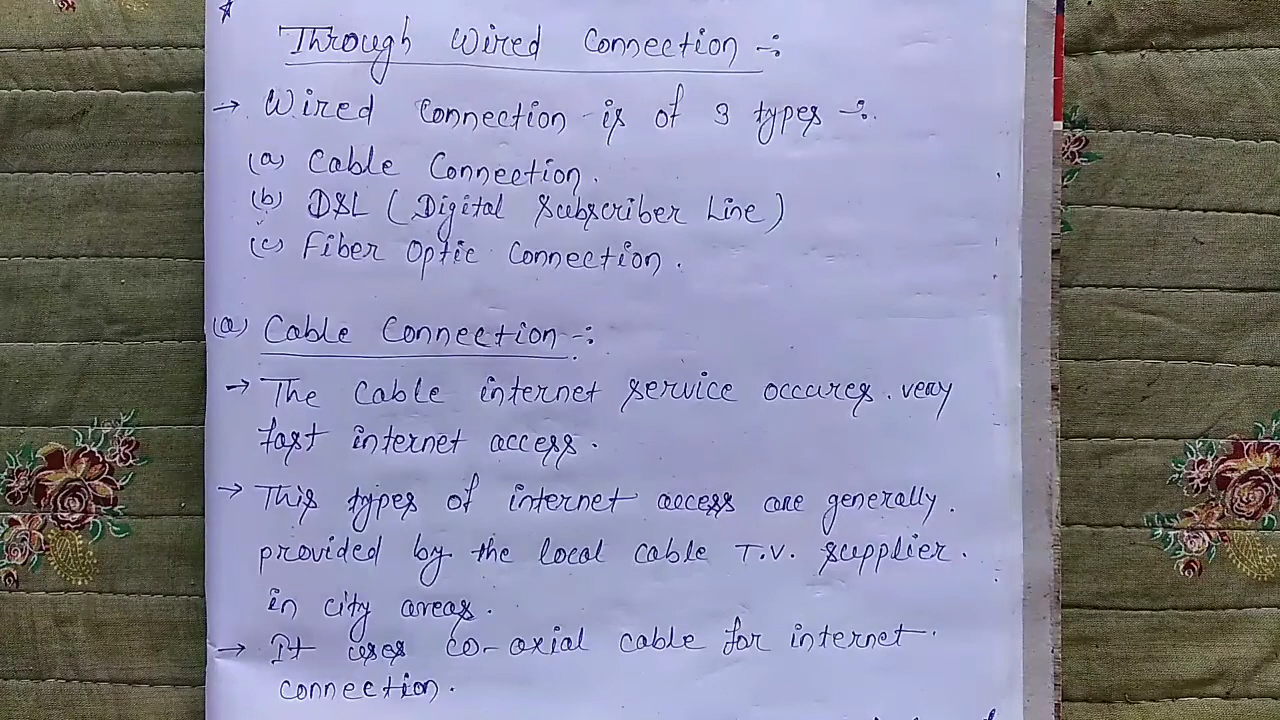 Through Wired Connection -:
→ Wired Connection is of 3 types -:
(a) Cable Connection.
(b) DSL (Digital Subscriber Line)
(c) Fiber Optic Connection.
(a) Cable Connection -:
→ The Cable internet service occures very
fast internet access.
→ This types of internet access are generally
provided by the local cable T.V. supplier.
in city areas.
→ It uses co-axial cable for internet
connection.